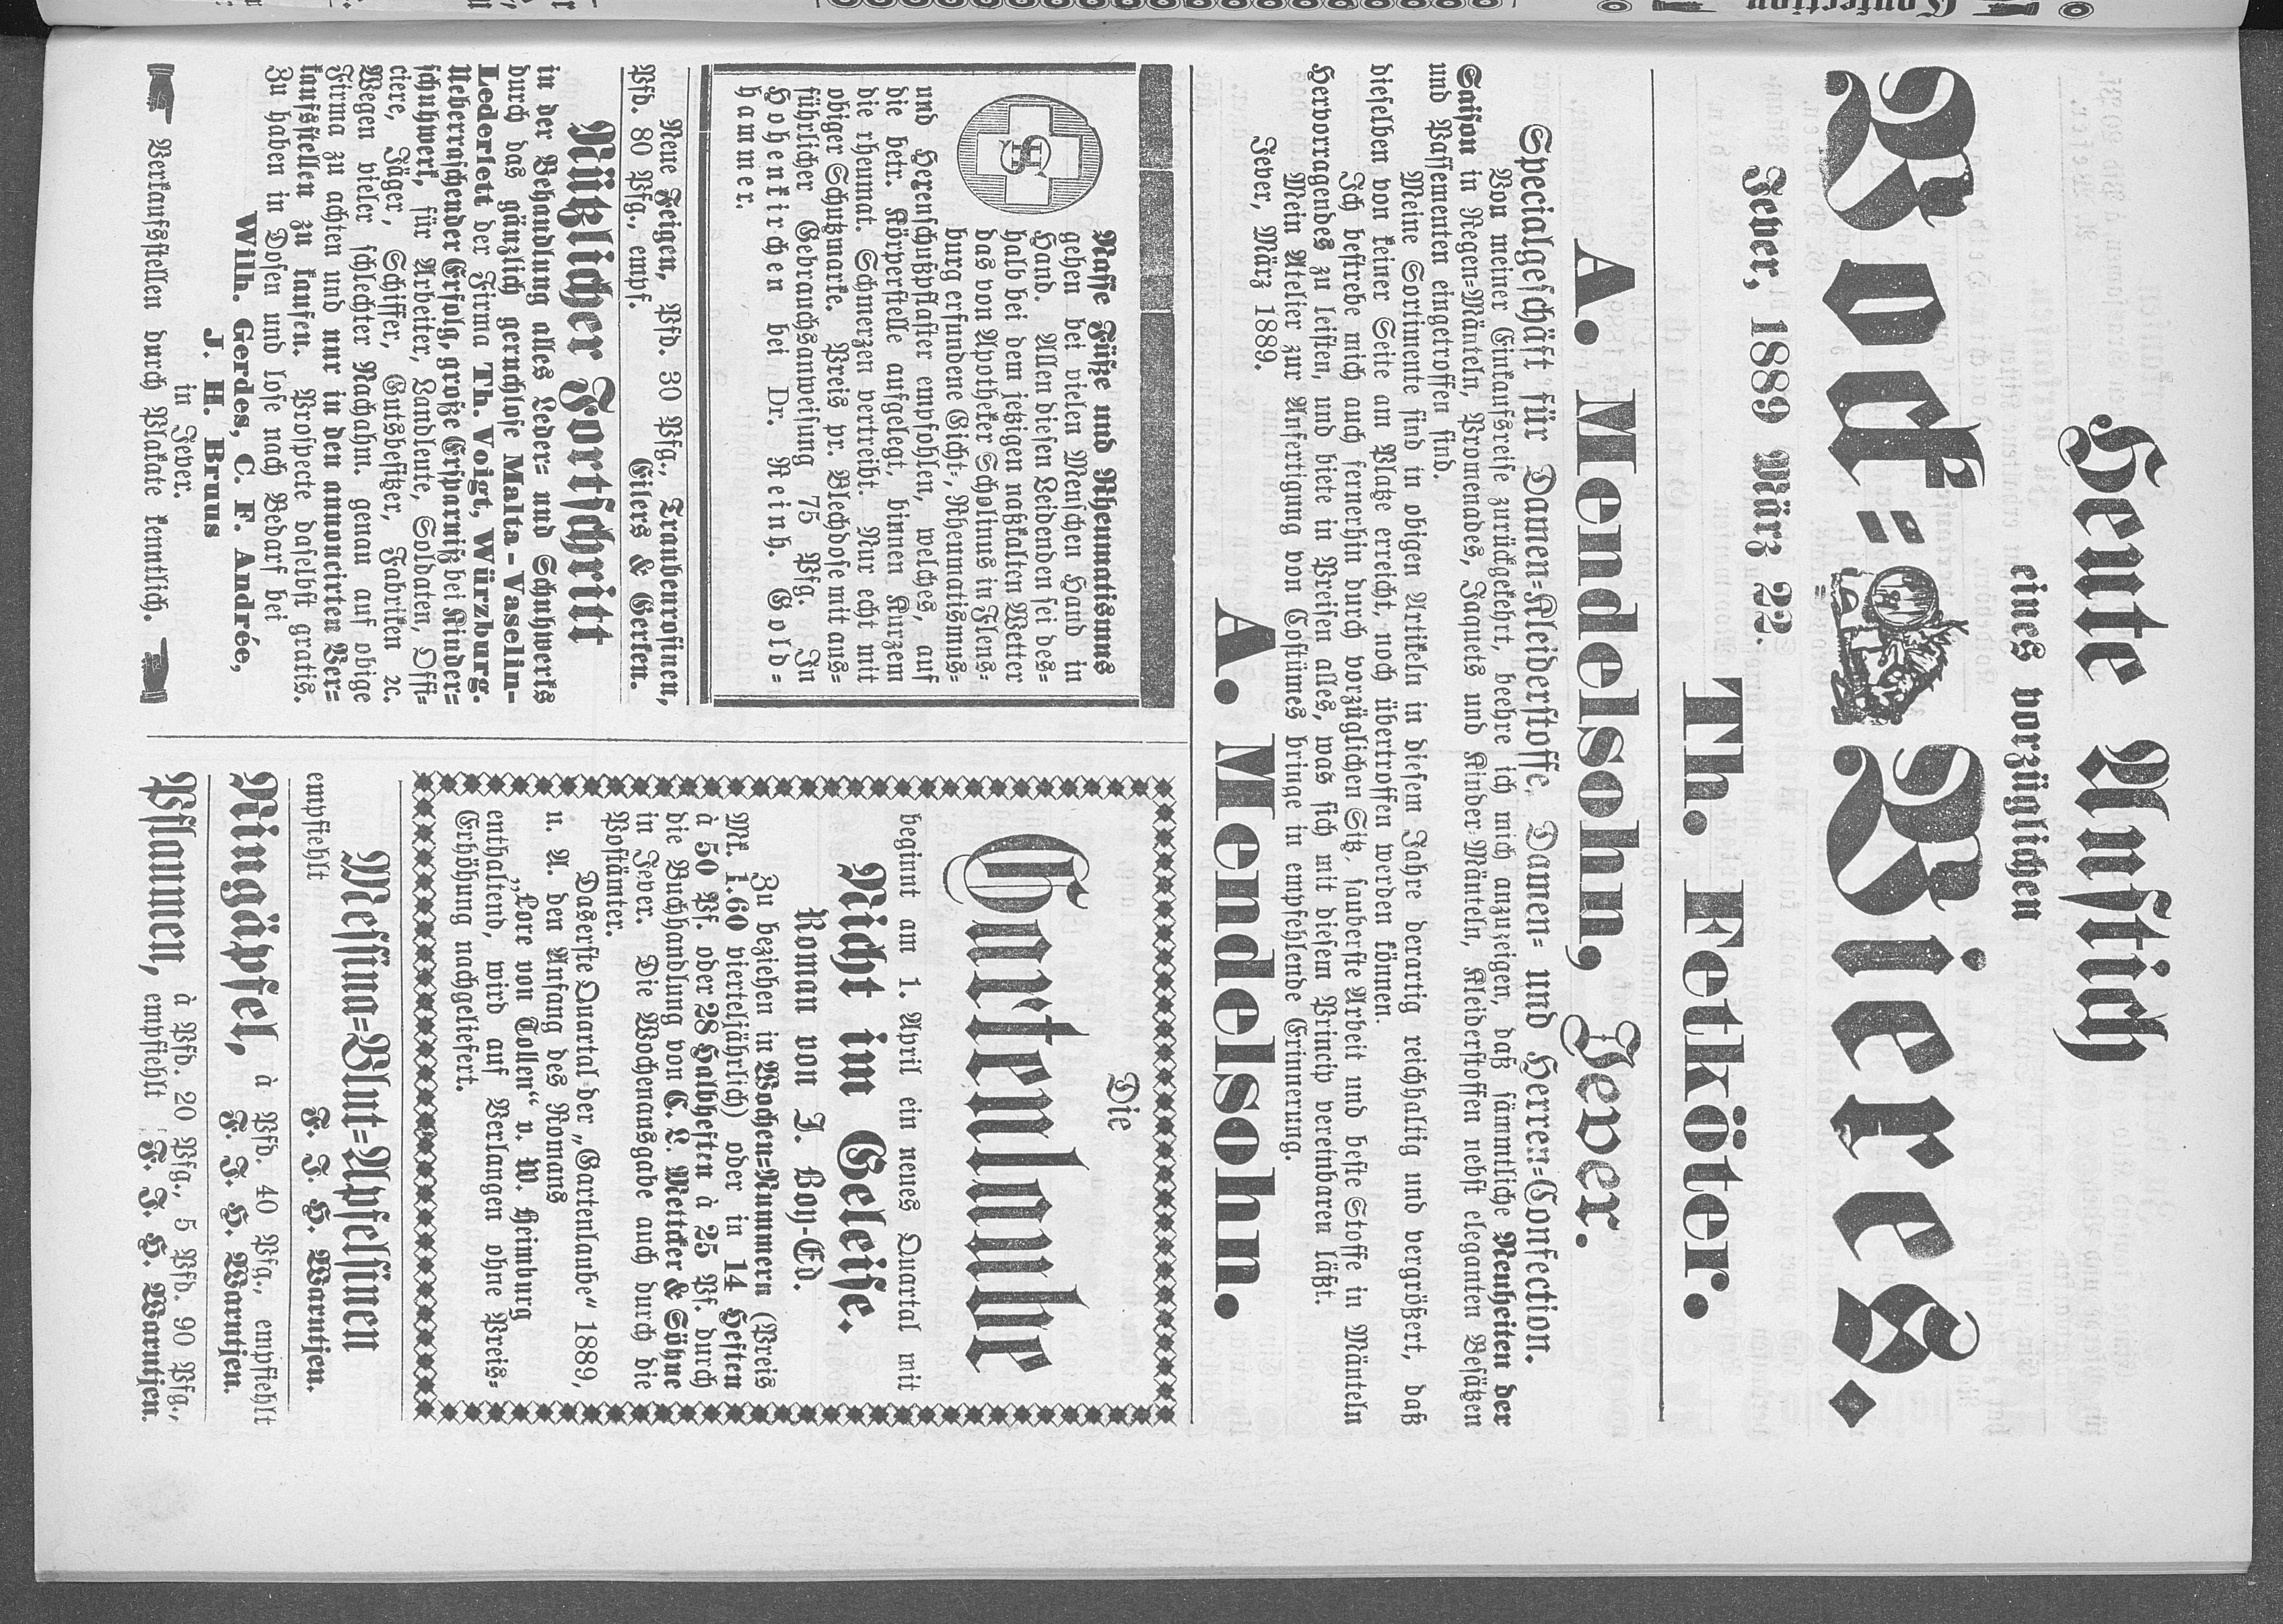 Heute Anstich
eines vorzüglichen
Bock= Bieres.
Jever, 1889 März 22.
Th. Fetköter.
A. Mendelsohn, Jever.
Specialgeschäft für Damen=Kleiderstoffe, Damen= und Herren=Confection.
Von meiner Einkaufsreise zurückgekehrt, beehre ich mich anzuzeigen, daß sämmtliche Neuheiten der
Saison in Regen=Mänteln, Promenades, Jaquets und Kinder=Mänteln, Kleiderstoffen nebst eleganten Besätzen
und Passementen eingetroffen sind.
Meine Sortimente sind in obigen Artikeln in diesem Jahre derartig reichhaltig und vergrößert, daß
dieselben von keiner Seite am Platze erreicht, noch übertroffen werden können.
Ich bestrebe mich auch fernerhin durch vorzüglichen Sitz, sauberste Arbeit und beste Stoffe in Mänteln
Hervorragendes zu leisten, und biete in Preisen alles, was sich mit diesem Princip vereinbaren läßt.
Mein Atelier zur Anfertigung von Costümes bringe in empfehlende Erinnerung.
Jever, März 1889.
A. Mendelsohn.
Nasse Füße und Rheumatismus
gehen bei vielen Menschen Hand in
Hand. Allen diesen Leidenden sei des=
halb bei dem jetzigen naßkalten Wetter
das von Apotheker Scholinus in Flens=
burg erfundene Gicht=, Rheumatismus=
und Hexenschußpflaster empfohlen, welches, auf
die betr. Körperstelle aufgelegt, binnen Kurzem
die rheumat. Schmerzen vertreibt. Nur echt mit
obiger Schutzmarke. Preis pr. Blechdose mit aus=
führlicher Gebrauchsanweisung 75 Pfg. In
Hohenkirchen bei Dr. Reinh. Gold=
hammer.
Neue Feigen, Pfd. 30 Pfg., Traubenrosinen,
Pfd. 80 Pfg., empf. Eilers & Gerken.
Nützlicher Fortschritt
in der Behandlung alles Leder= und Schuhwerks
durch das gänzlich geruchlose Malta-Vaselin-
Lederfett der Firma Th. Voigt, Würzburg.
Ueberraschender Erfolg, große Ersparniß bei Kinder=
schuhwerk, für Arbeiter, Landleute, Soldaten, Offi=
ciere, Jäger, Schiffer, Gutsbesitzer, Fabriken ꝛc.
Wegen vieler schlechter Nachahm. genau auf obige
Firma zu achten und nur in den annoncirten Ver=
kaufsstellen zu kaufen. Prospecte daselbst gratis.
Zu haben in Dosen und lose nach Bedarf bei
Wilh. Gerdes, C. F. Andrée,
J. H. Bruns
in Jever.
Verkaufsstellen durch Plakate kenntlich.
Die
Gartenlaube
beginnt am 1. April ein neues Quartal mit
Nicht im Geleise.
Roman von I. Boy-Ed.
Zu beziehen in Wochen=Nummern (Preis
Mk. 1.60 vierteljährlich) oder in 14 Heften
à 50 Pf. oder 28 Halbheften à 25 Pf. durch
die Buchhandlung von C. L. Mettcker & Söhne
in Jever. Die Wochenausgabe auch durch die
Postämter.
Das erste Quartal der „Gartenlaube“ 1889,
u. A. den Anfang des Romans
„Lore von Tollen“ v. W. Heimburg
enthaltend, wird auf Verlangen ohne Preis=
Erhöhung nachgeliefert.
Messina=Blut=Apfelsinen
empfiehlt F. J. H. Warntjen.
Ringäpfel, à Pfd. 40 Pfg., empfiehlt
F. J. H. Warntjen.
Pflaumen, à Pfd. 20 Pfg., 5 Pfd. 90 Pfg.,
empfiehlt F. J. H. Warntjen.